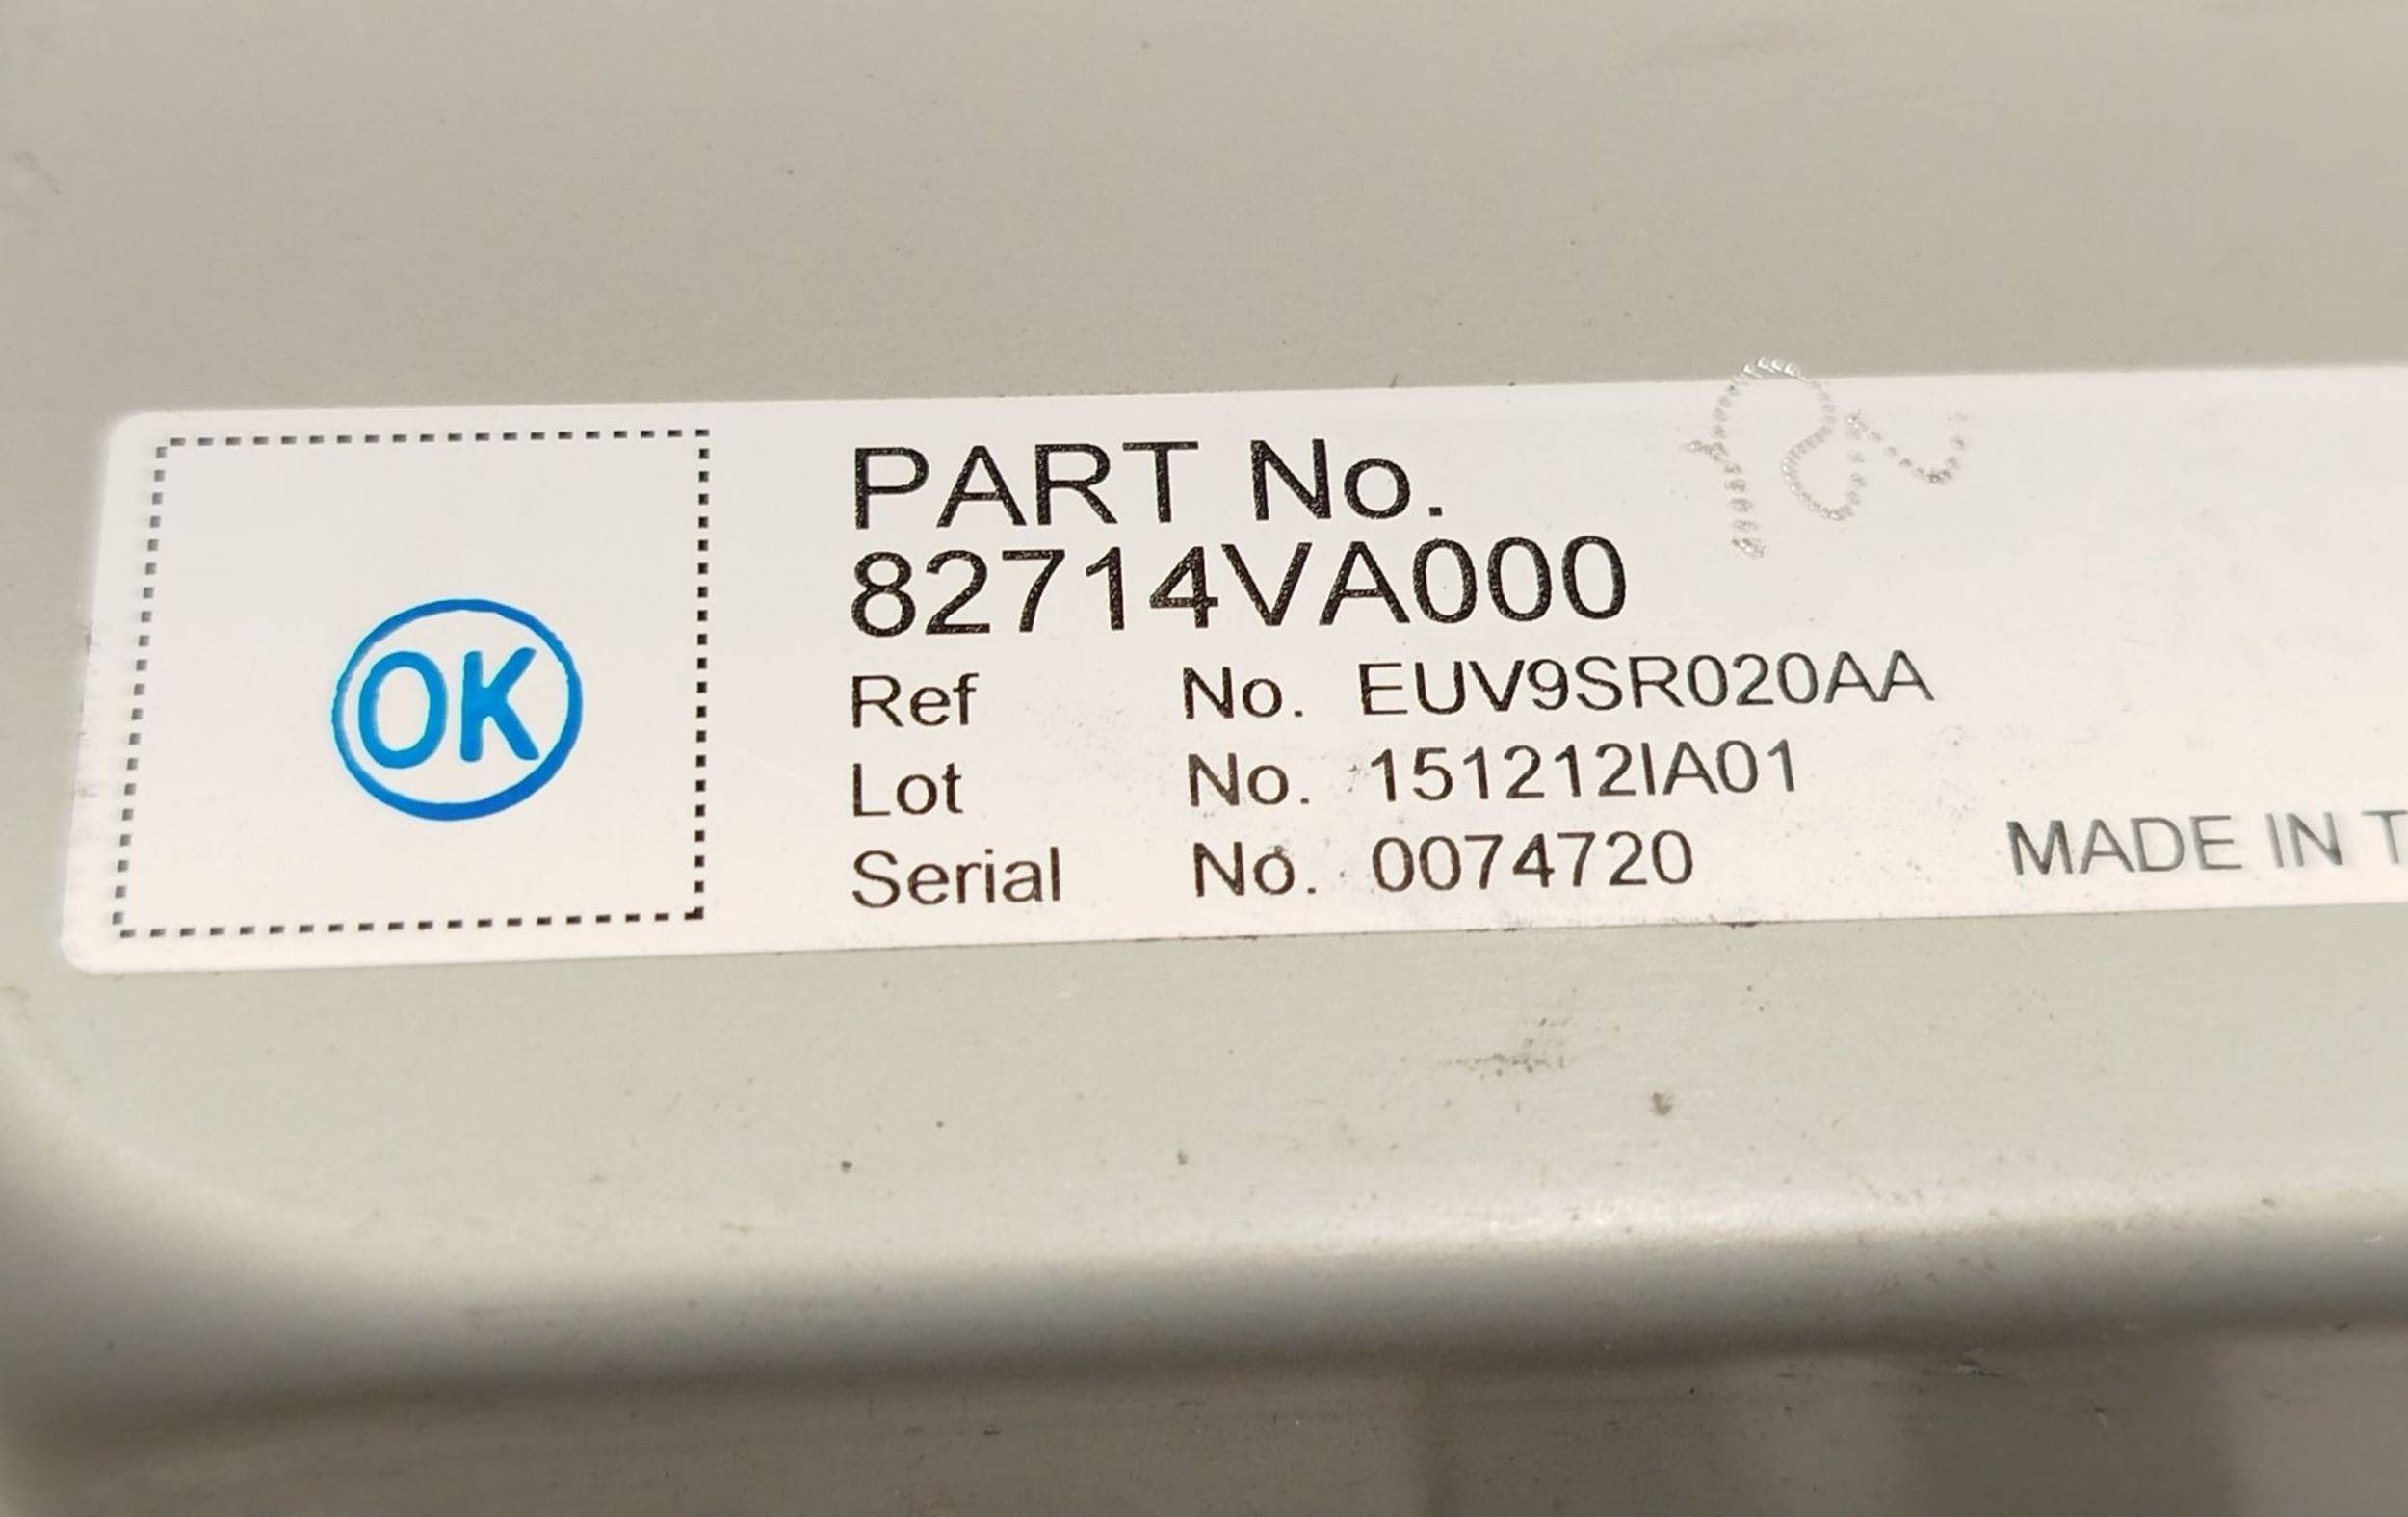 OK
PART No.
82714VA000
Ref No. EUV9SR020AA
Lot No. 151212IA01
Serial No. 0074720
MADE IN T